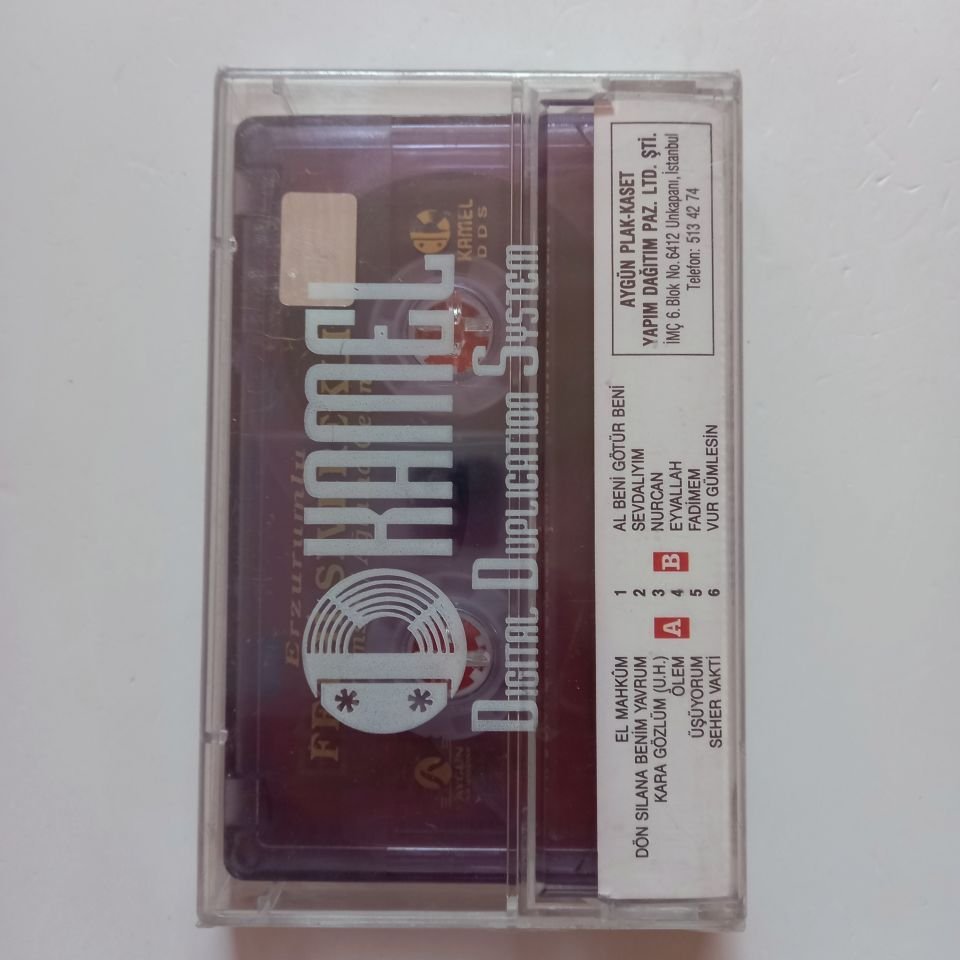 KAMEL
DIGITAL DUPLICATION SYSTEM
KAMEL
DDS
Erzurumlu
AYGÜN
AYGÜN PLAK-KASET
YAPIM DAĞITIM PAZ. LTD. ŞTİ.
İMÇ 6. Blok No. 6412 Unkapanı, İstanbul
Telefon: 513 42 74
A B
EL MAHKÛM 1 AL BENİ GÖTÜR BENİ
DÖN SILANA BENİM YAVRUM 2 SEVDALIYIM
KARA GÖZLÜM (U.H.) 3 NURCAN
ÖLEM 4 EYVALLAH
ÜŞÜYORUM 5 FADİMEM
SEHER VAKTİ 6 VUR GÜMLESİN